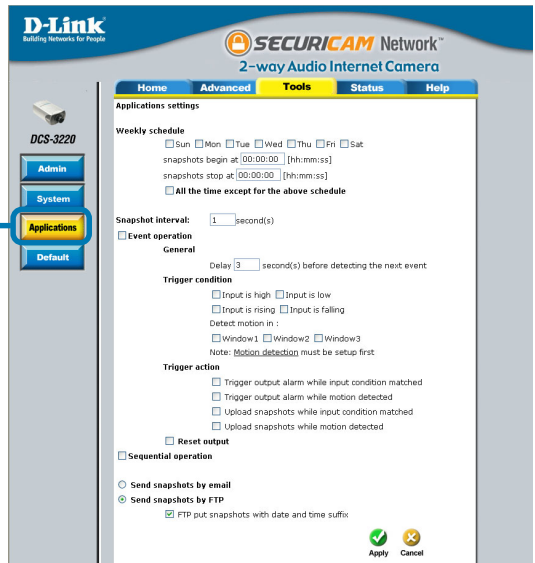 D-Link
Building Networks for People
SECURICAM Network™
2-way Audio Internet Camera
Home Advanced Tools Status Help
DCS-3220
Admin
System
Applications
Default
Applications settings
Weekly schedule
Sun Mon Tue Wed Thu Fri Sat
snapshots begin at 00:00:00 [hh:mm:ss]
snapshots stop at 00:00:00 [hh:mm:ss]
All the time except for the above schedule
Snapshot interval: 1 second(s)
Event operation
General
Delay 3 second(s) before detecting the next event
Trigger condition
Input is high Input is low
Input is rising Input is falling
Detect motion in :
Window1 Window2 Window3
Note: Motion detection must be setup first
Trigger action
Trigger output alarm while input condition matched
Trigger output alarm while motion detected
Upload snapshots while input condition matched
Upload snapshots while motion detected
Reset output
Sequential operation
Send snapshots by email
Send snapshots by FTP
FTP put snapshots with date and time suffix
Apply Cancel